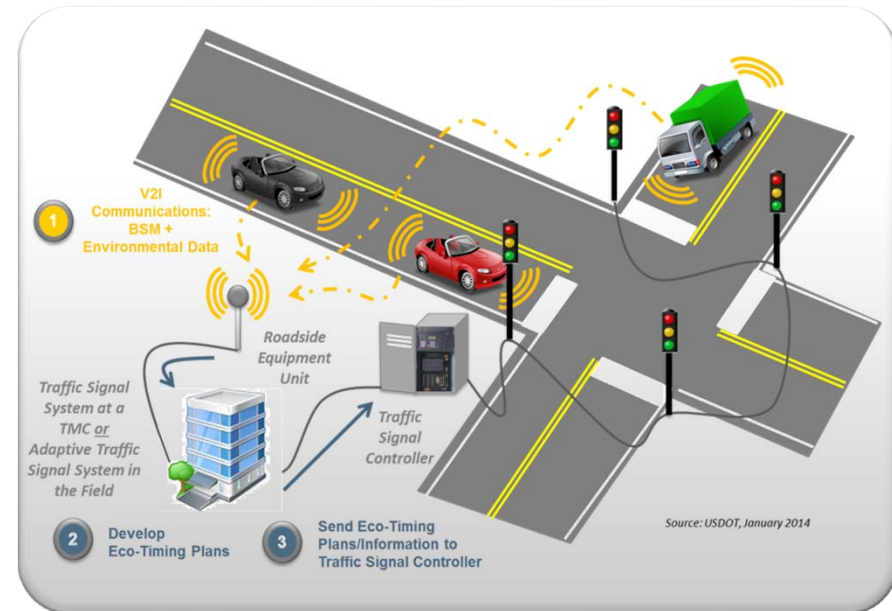 1
V2I
Communications:
BSM +
Environmental Data
Roadside
Equipment
Unit
Traffic Signal
System at a
TMC or
Adaptive Traffic
Signal System in
the Field
Traffic
Signal
Controller
2
Develop
Eco-Timing Plans
3
Send Eco-Timing
Plans/Information to
Traffic Signal Controller
Source: USDOT, January 2014